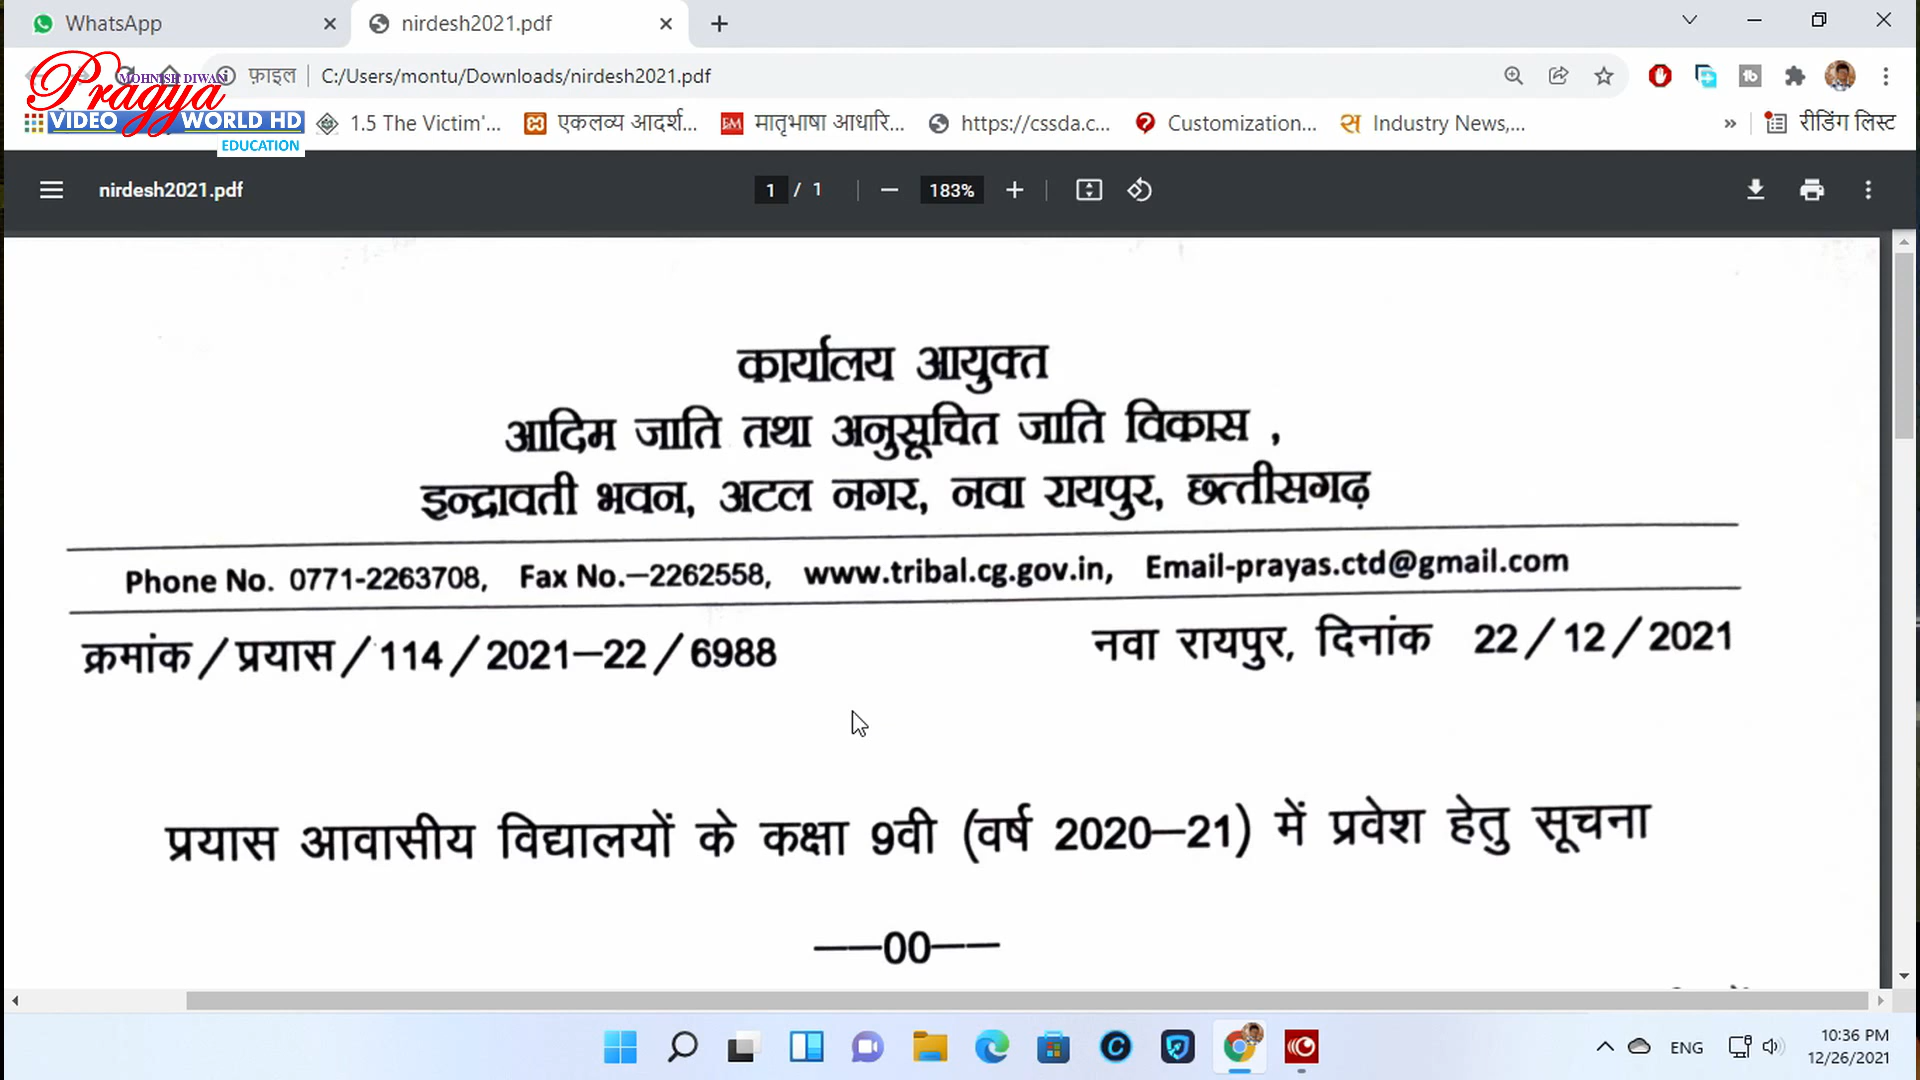 WhatsApp
nirdesh2021.pdf
Pragya
MOHNISH DIWAN
VIDEO WORLD HD
EDUCATION
फ़ाइल C:/Users/montu/Downloads/nirdesh2021.pdf
1.5 The Victim'... एकलव्य आदर्श... मातृभाषा आधारि... https://cssda.c... Customization... Industry News,... » रीडिंग लिस्ट
nirdesh2021.pdf 1 / 1 183%
कार्यालय आयुक्त
आदिम जाति तथा अनुसूचित जाति विकास ,
इन्द्रावती भवन, अटल नगर, नवा रायपुर, छत्तीसगढ़
Phone No. 0771-2263708, Fax No.-2262558, www.tribal.cg.gov.in, Email-prayas.ctd@gmail.com
क्रमांक/प्रयास/114/2021-22/6988 नवा रायपुर, दिनांक 22/12/2021
प्रयास आवासीय विद्यालयों के कक्षा 9वी (वर्ष 2020-21) में प्रवेश हेतु सूचना
——00——
ENG 10:36 PM
12/26/2021